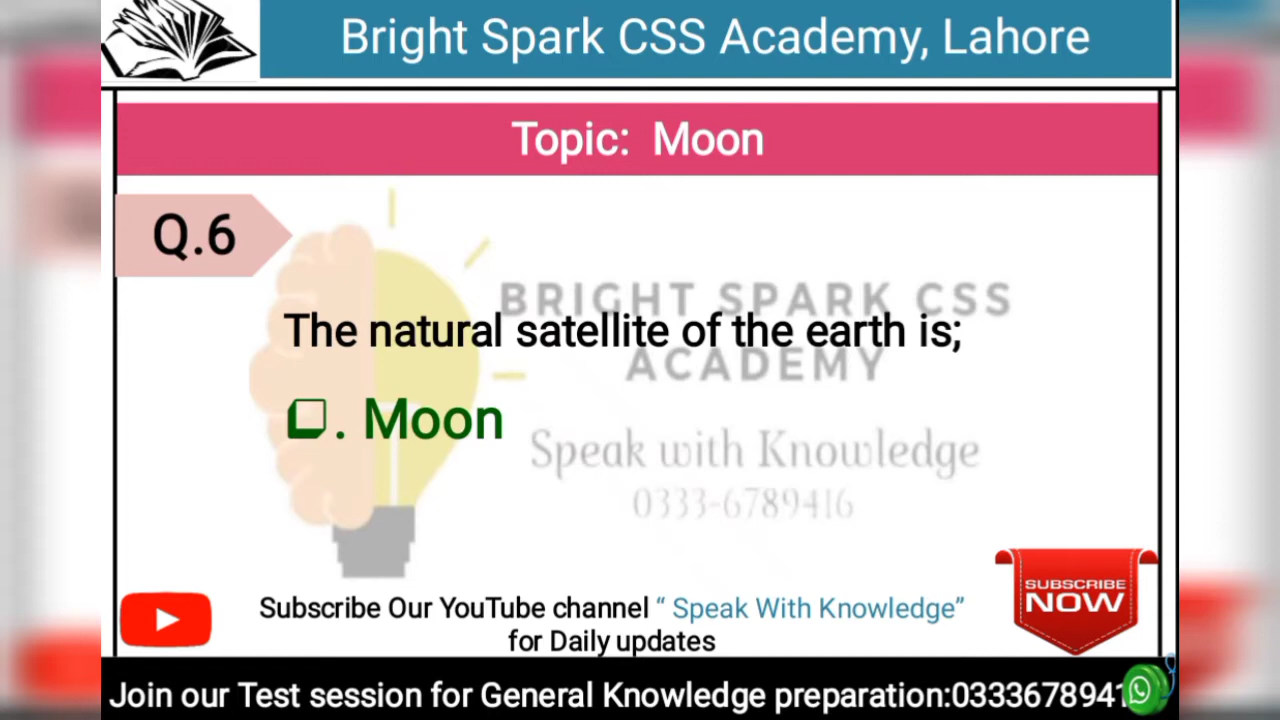 Bright Spark CSS Academy, Lahore
Topic: Moon
Q.6
BRIGHT SPARK CSS
The natural satellite of the earth is;
ACADEMY
❑. Moon
Speak with Knowledge
0333-6789416
SUBSCRIBE
NOW
Subscribe Our YouTube channel “ Speak With Knowledge”
for Daily updates
Join our Test session for General Knowledge preparation: